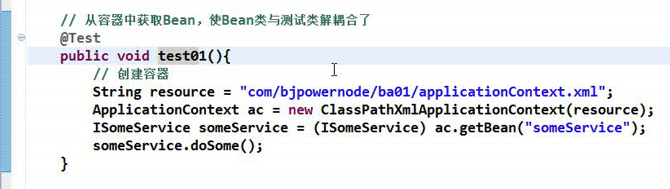 // 从容器中获取Bean，使Bean类与测试类解耦合了
@Test
public void test01(){
// 创建容器
String resource = "com/bjpowernode/ba01/applicationContext.xml";
ApplicationContext ac = new ClassPathXmlApplicationContext(resource);
ISomeService someService = (ISomeService) ac.getBean("someService");
someService.doSome();
}